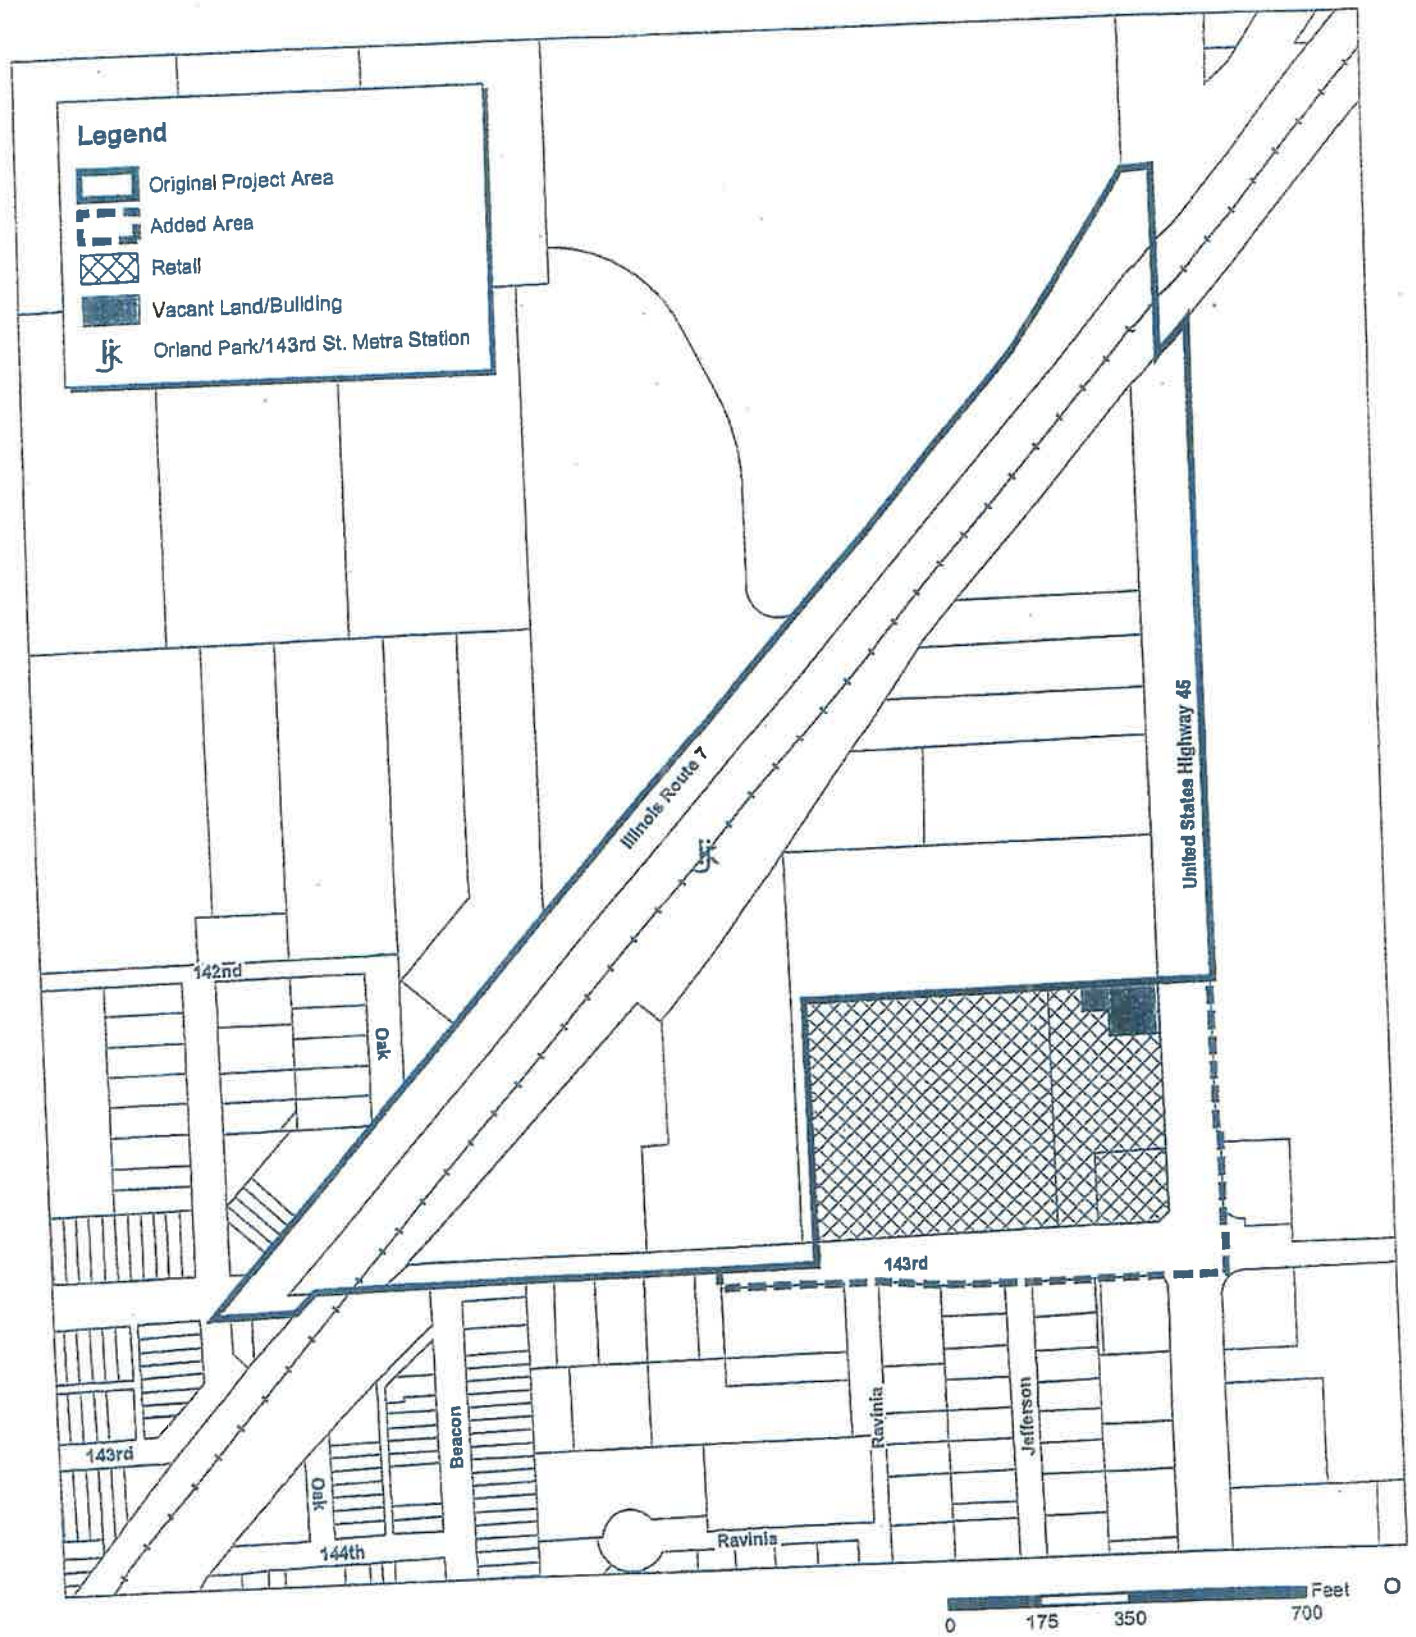 Legend
Original Project Area
Added Area
Retail
Vacant Land/Building
Orland Park/143rd St. Metra Station
Illinois Route 7
United States Highway 45
142nd
Oak
143rd
Ravinia
Jefferson
Beacon
143rd
Oak
144th
Ravinia
Feet
0 175 350 700